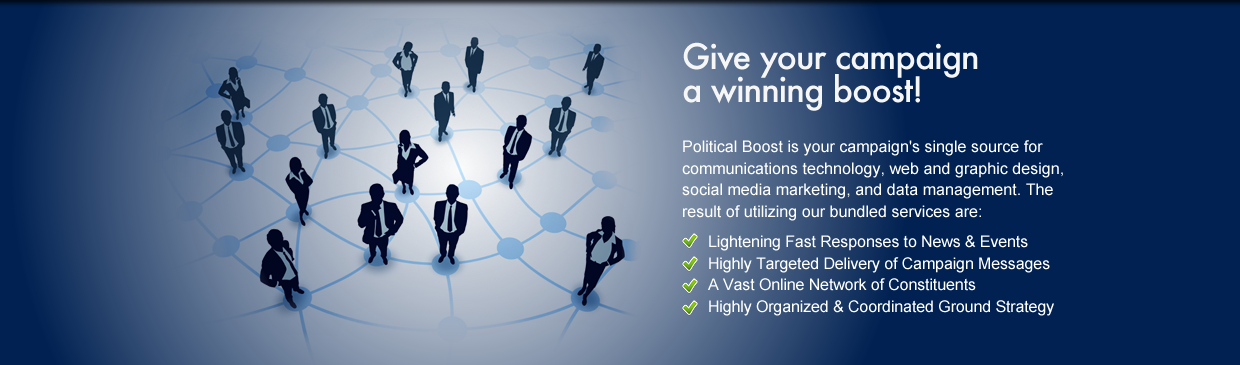 Give your campaign
a winning boost!
Political Boost is your campaign's single source for
communications technology, web and graphic design,
social media marketing, and data management. The
result of utilizing our bundled services are:
Lightening Fast Responses to News & Events
Highly Targeted Delivery of Campaign Messages
A Vast Online Network of Constituents
Highly Organized & Coordinated Ground Strategy